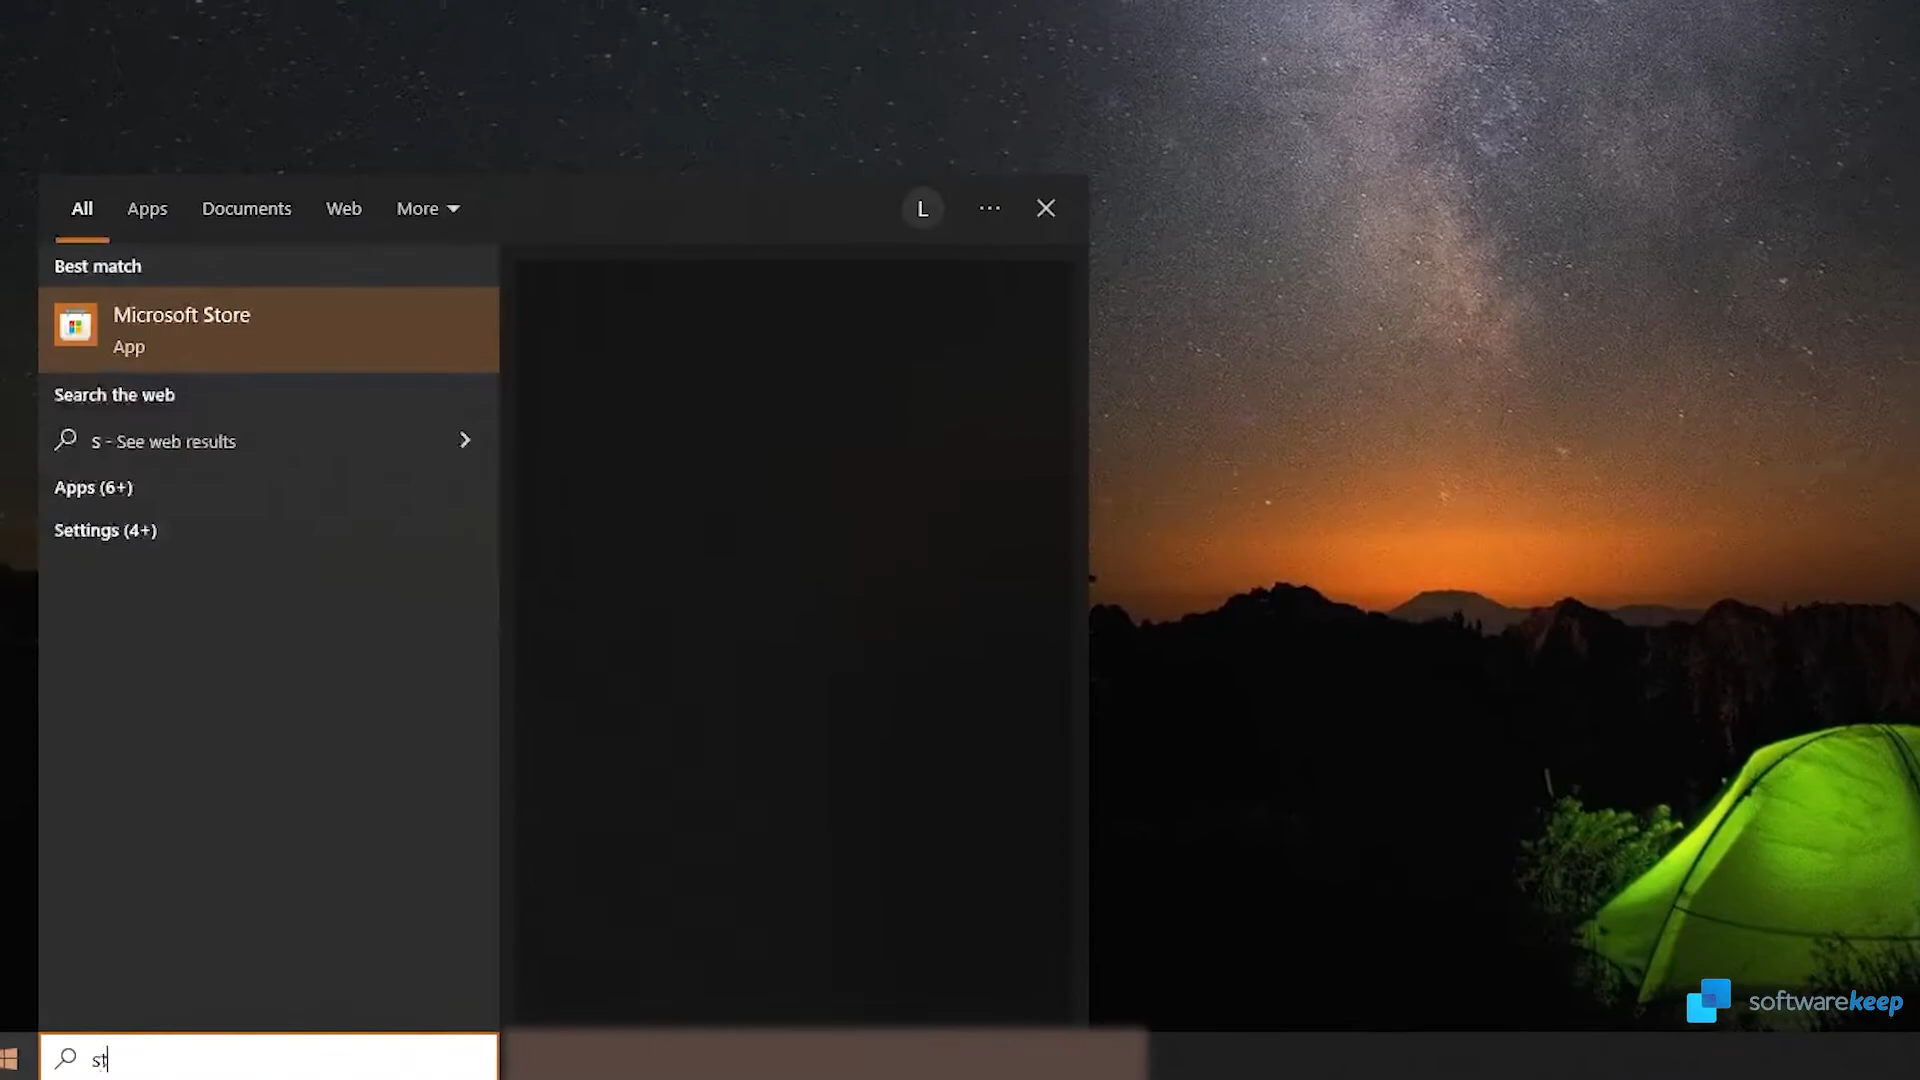 All Apps Documents Web More L
Best match
Microsoft Store
App
Search the web
s - See web results
Apps (6+)
Settings (4+)
st
softwarekeep